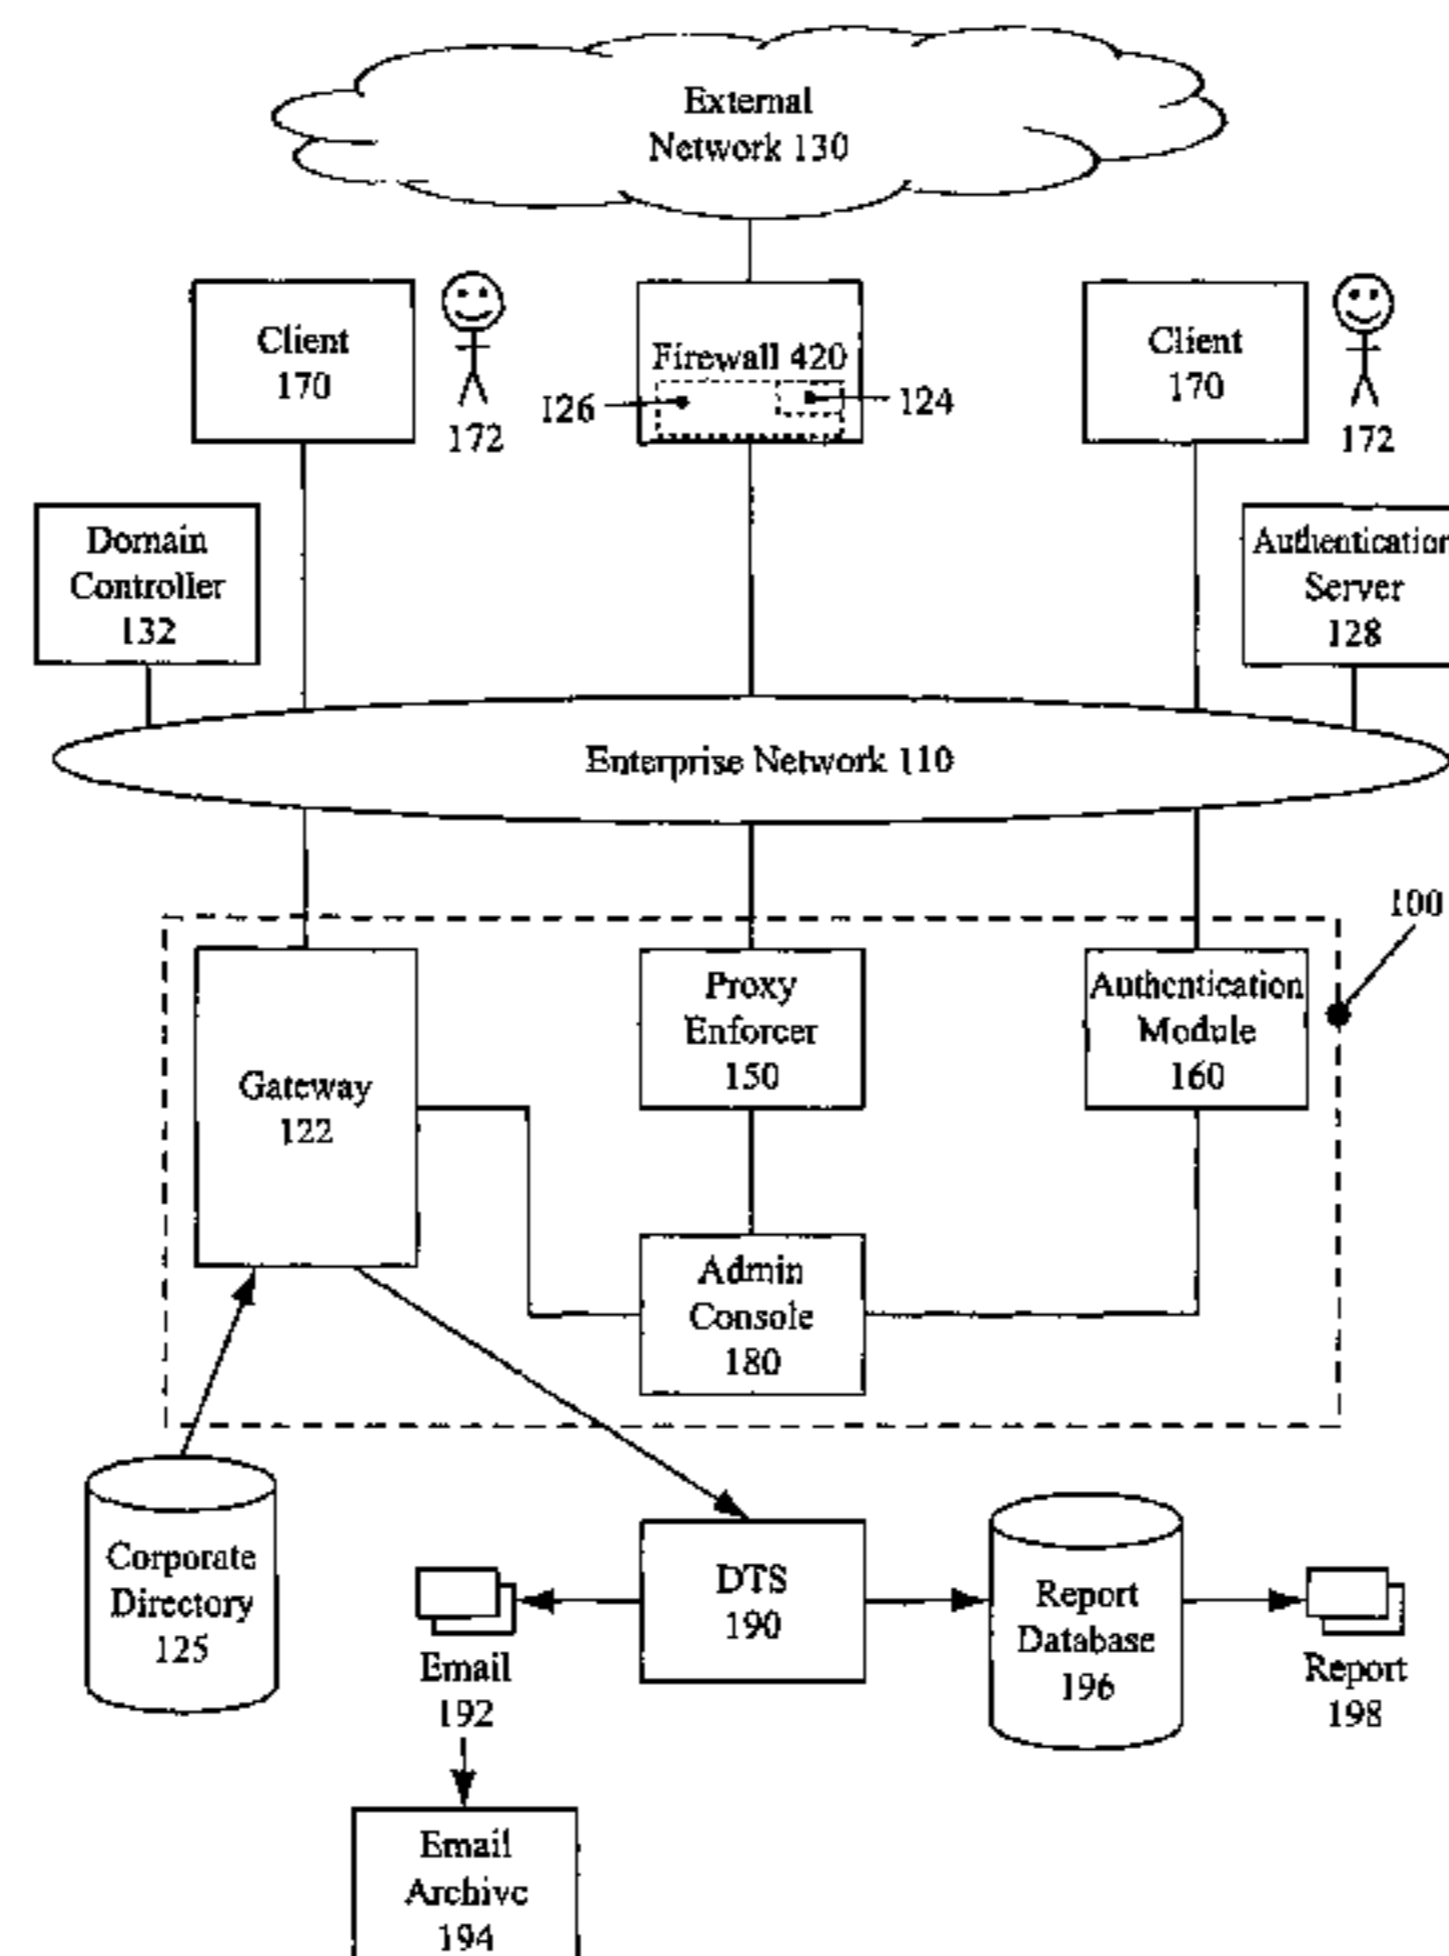 External
Network 130
Client
170
172
Firewall 420
126
124
Client
170
172
Domain
Controller
132
Authentication
Server
128
Enterprise Network 110
100
Gateway
122
Proxy
Enforcer
150
Authentication
Module
160
Admin
Console
180
Corporate
Directory
125
Email
192
DTS
190
Report
Database
196
Report
198
Email
Archive
194